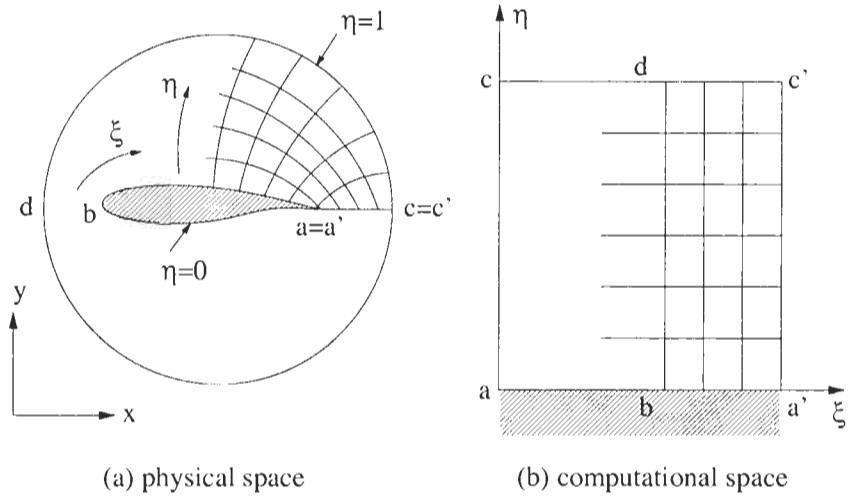 η=1
η
ξ
d
b
a=a'
c=c'
η=0
y
x
(a) physical space
η
c
d
c'
a
b
a'
ξ
(b) computational space